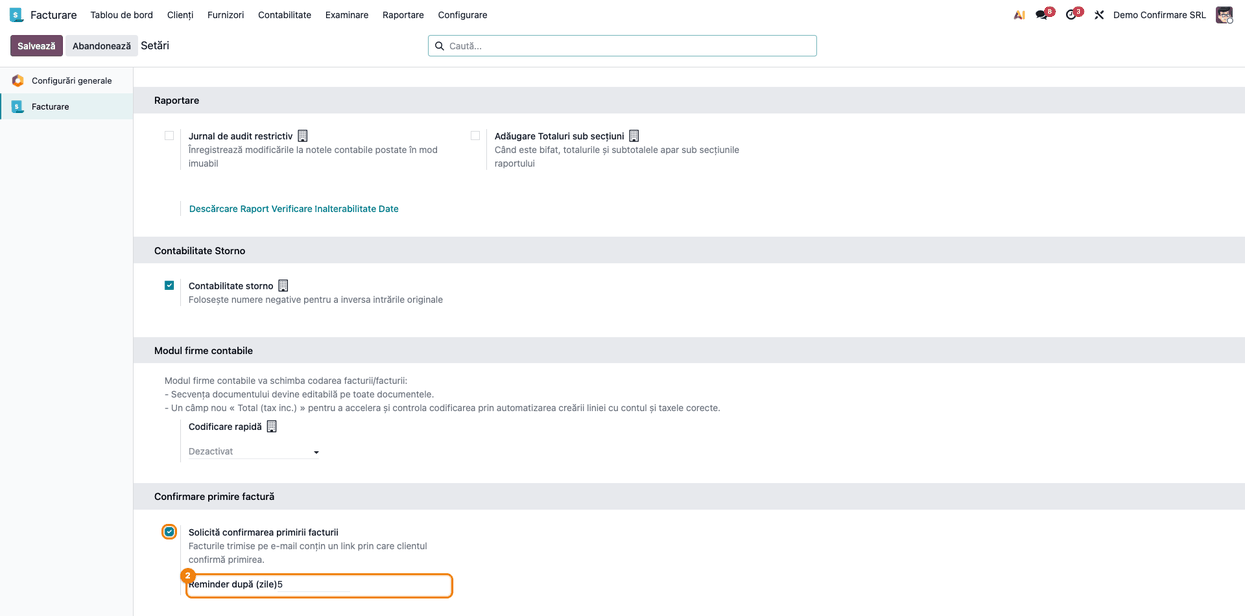 Facturare Tablou de bord Clienți Furnizori Contabilitate Examinare Raportare Configurare AI 8 3 Demo Confirmare SRL
Salvează Abandonează Setări Caută...
Configurări generale
Facturare
Raportare
Jurnal de audit restrictiv
Înregistrează modificările la notele contabile postate în mod
imuabil
Adăugare Totaluri sub secțiuni
Când este bifat, totalurile și subtotalele apar sub secțiunile
raportului
Descărcare Raport Verificare Inalterabilitate Date
Contabilitate Storno
Contabilitate storno
Folosește numere negative pentru a inversa intrările originale
Modul firme contabile
Modul firme contabile va schimba codarea facturii/facturii:
- Secvența documentului devine editabilă pe toate documentele.
- Un câmp nou « Total (tax inc.) » pentru a accelera și controla codificarea prin automatizarea creării liniei cu contul și taxele corecte.
Codificare rapidă
Dezactivat
Confirmare primire factură
Solicită confirmarea primirii facturii
Facturile trimise pe e-mail conțin un link prin care clientul
confirmă primirea.
2
Reminder după (zile)5